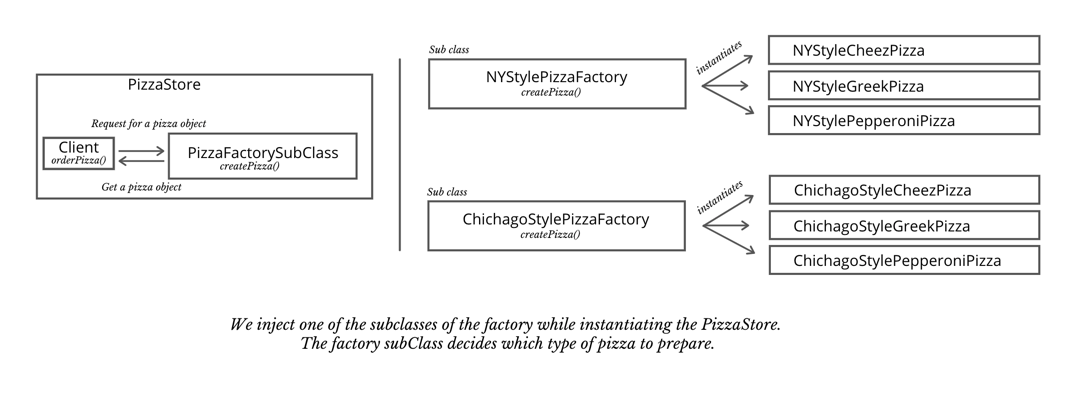 PizzaStore
Request for a pizza object
Client
orderPizza()
PizzaFactorySubClass
createPizza()
Get a pizza object
Sub class
NYStylePizzaFactory
createPizza()
instantiates
NYStyleCheezPizza
NYStyleGreekPizza
NYStylePepperoniPizza
Sub class
ChichagoStylePizzaFactory
createPizza()
instantiates
ChichagoStyleCheezPizza
ChichagoStyleGreekPizza
ChichagoStylePepperoniPizza
We inject one of the subclasses of the factory while instantiating the PizzaStore.
The factory subClass decides which type of pizza to prepare.